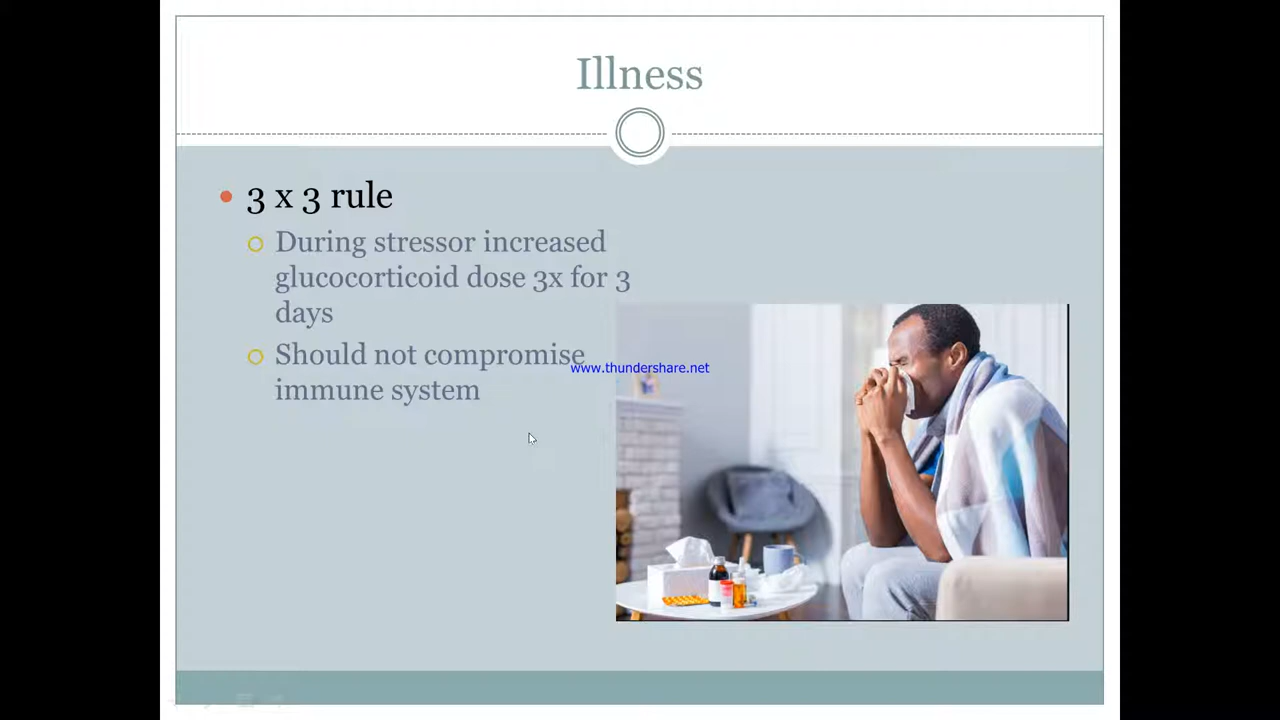 Illness
3 x 3 rule
During stressor increased
glucocorticoid dose 3x for 3
days
Should not compromise
immune system
www.thundershare.net